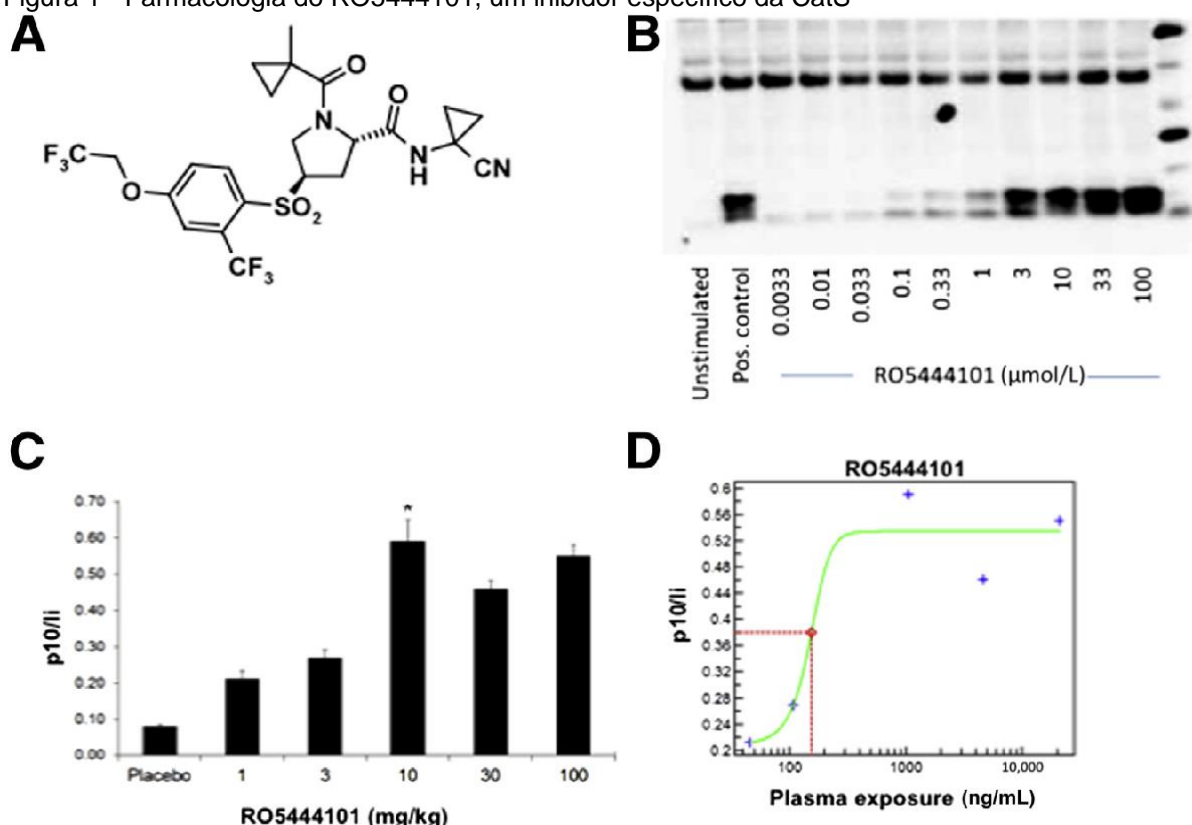 Figura 1 - Farmacologia do RO5444101, um inibidor específico da CatS
A
O
N
O
N
H
CN
F₃C
O
SO₂
CF₃
B
Unstimulated
Pos. control
0.0033
0.01
0.033
0.1
0.33
1
3
10
33
100
RO5444101 (µmol/L)
C
0.70
0.60
0.50
0.40
0.30
0.20
0.10
0.00
p10/Ii
*
Placebo 1 3 10 30 100
RO5444101 (mg/kg)
D
RO5444101
0.6
0.56
0.52
0.48
0.44
0.4
0.36
0.32
0.28
0.24
0.2
p10/Ii
100 1000 10,000
Plasma exposure (ng/mL)